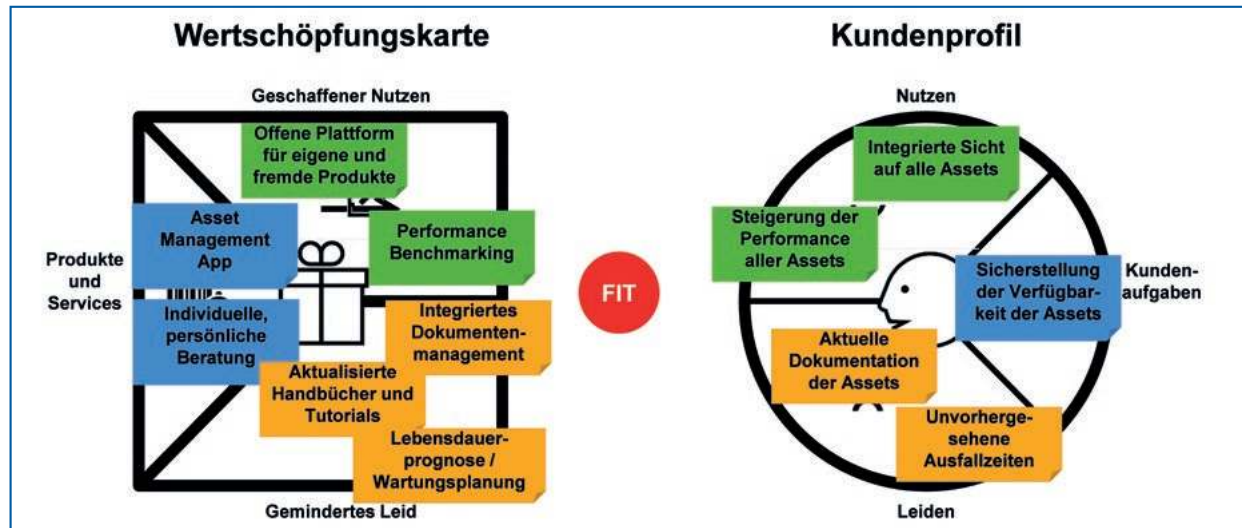 Wertschöpfungskarte
Geschaffener Nutzen
Offene Plattform
für eigene und
fremde Produkte
Asset
Management
App
Performance
Benchmarking
Produkte
und
Services
Individuelle,
persönliche
Beratung
Integriertes
Dokumenten-
management
Aktualisierte
Handbücher und
Tutorials
Lebensdauer-
prognose /
Wartungsplanung
Gemindertes Leid
FIT
Kundenprofil
Nutzen
Integrierte Sicht
auf alle Assets
Steigerung der
Performance
aller Assets
Sicherstellung
der Verfügbar-
keit der Assets
Kunden-
aufgaben
Aktuelle
Dokumentation
der Assets
Unvorherge-
sehene
Ausfallzeiten
Leiden